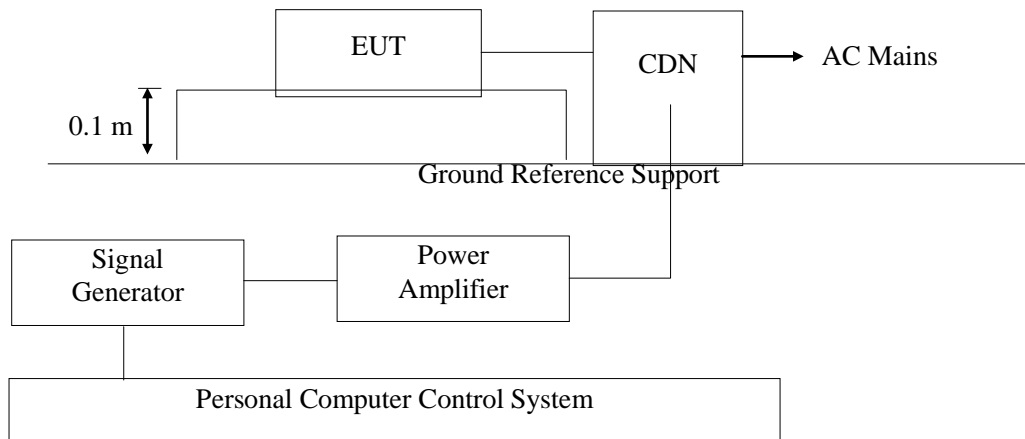 EUT
CDN
AC Mains
0.1 m
Ground Reference Support
Signal
Generator
Power
Amplifier
Personal Computer Control System